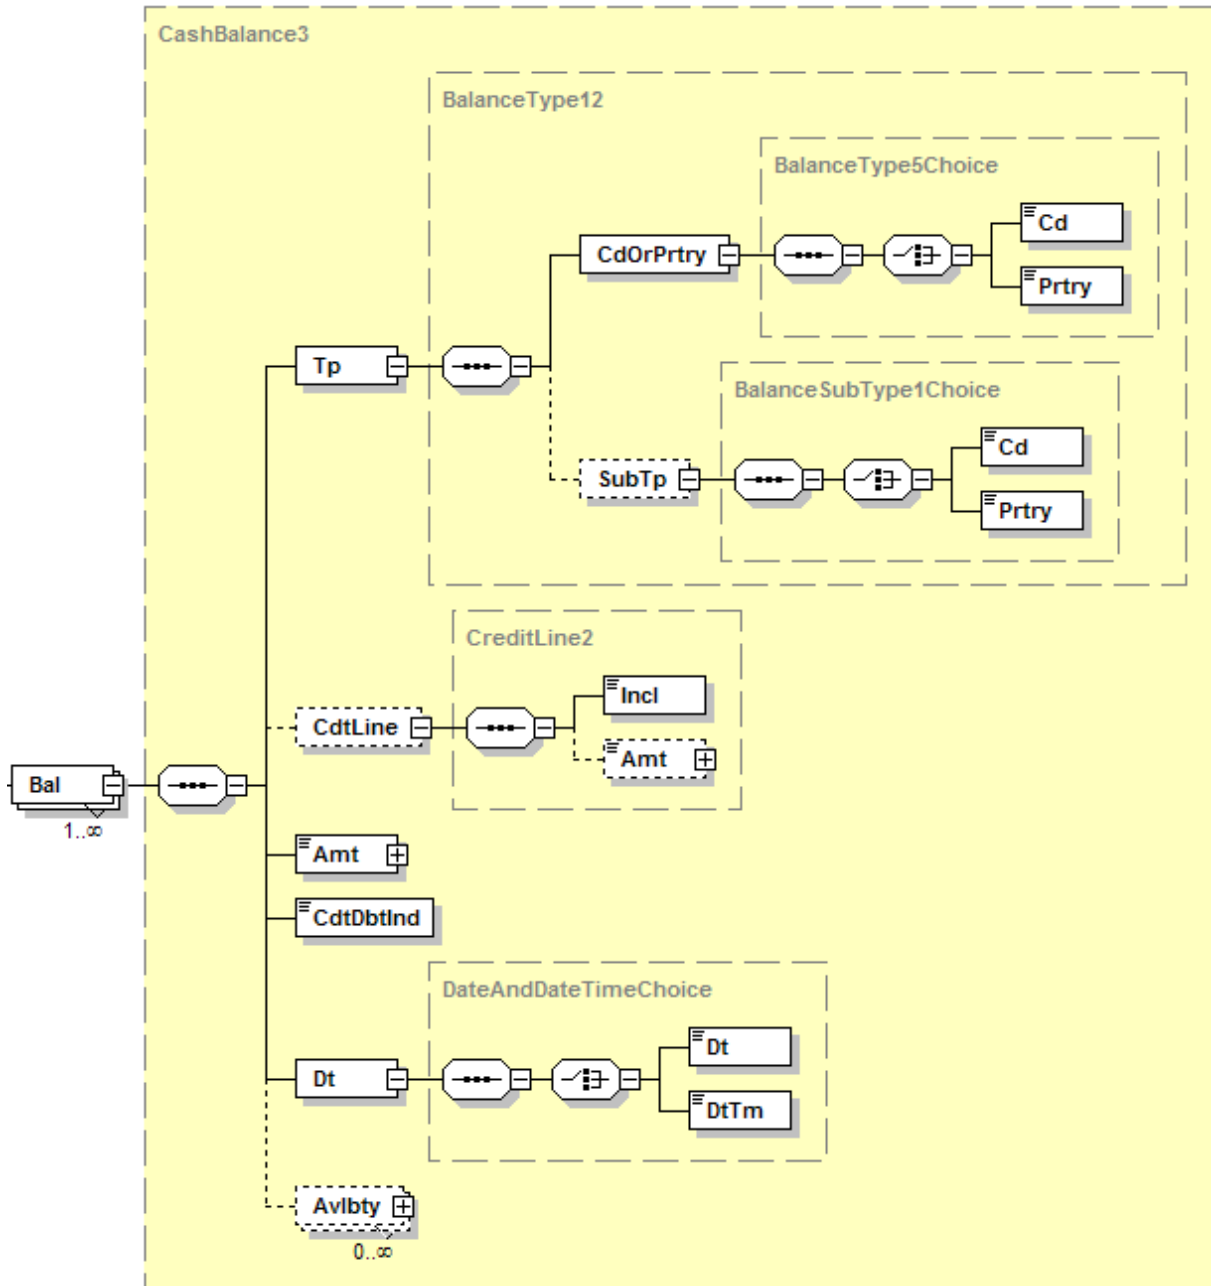 CashBalance3
BalanceType12
BalanceType5Choice
Cd
CdOrPrtry
Prtry
Tp
BalanceSubType1Choice
Cd
SubTp
Prtry
CreditLine2
Incl
CdtLine
Amt
Bal
1..∞
Amt
CdtDbtInd
DateAndDateTimeChoice
Dt
Dt
DtTm
Avlbty
0..∞